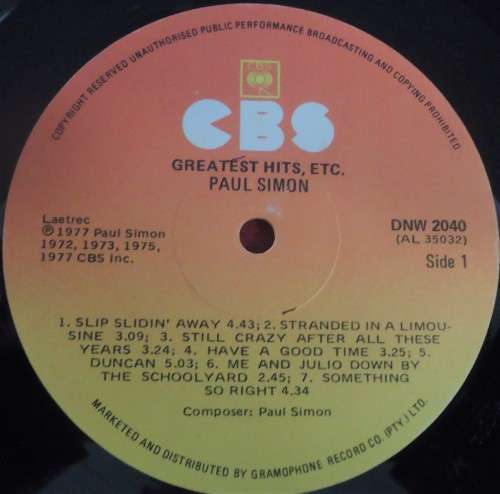 COPYRIGHT RESERVED UNAUTHORISED PUBLIC PERFORMANCE BROADCASTING AND COPYING PROHIBITED
CBS
CBS
GREATEST HITS, ETC.
PAUL SIMON
Laetrec
℗ 1977 Paul Simon
1972, 1973, 1975,
1977 CBS Inc.
DNW 2040
(AL 35032)
Side 1
1. SLIP SLIDIN' AWAY 4.43; 2. STRANDED IN A LIMOU-
SINE 3.09; 3. STILL CRAZY AFTER ALL THESE
YEARS 3.24; 4. HAVE A GOOD TIME 3.25; 5.
DUNCAN 5.03; 6. ME AND JULIO DOWN BY
THE SCHOOLYARD 2.45; 7. SOMETHING
SO RIGHT 4.34
Composer: Paul Simon
MARKETED AND DISTRIBUTED BY GRAMOPHONE RECORD CO. (PTY) LTD.